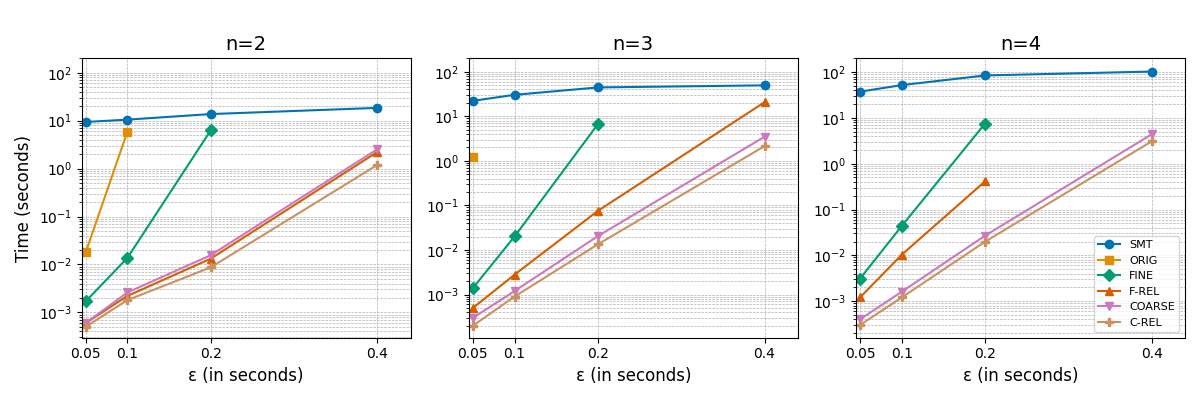 n=2
n=3
n=4
Time (seconds)
10²
10¹
10⁰
10⁻¹
10⁻²
10⁻³
0.05 0.1 0.2 0.4
ε (in seconds)
10²
10¹
10⁰
10⁻¹
10⁻²
10⁻³
0.05 0.1 0.2 0.4
ε (in seconds)
10²
10¹
10⁰
10⁻¹
10⁻²
10⁻³
0.05 0.1 0.2 0.4
ε (in seconds)
SMT
ORIG
FINE
F-REL
COARSE
C-REL